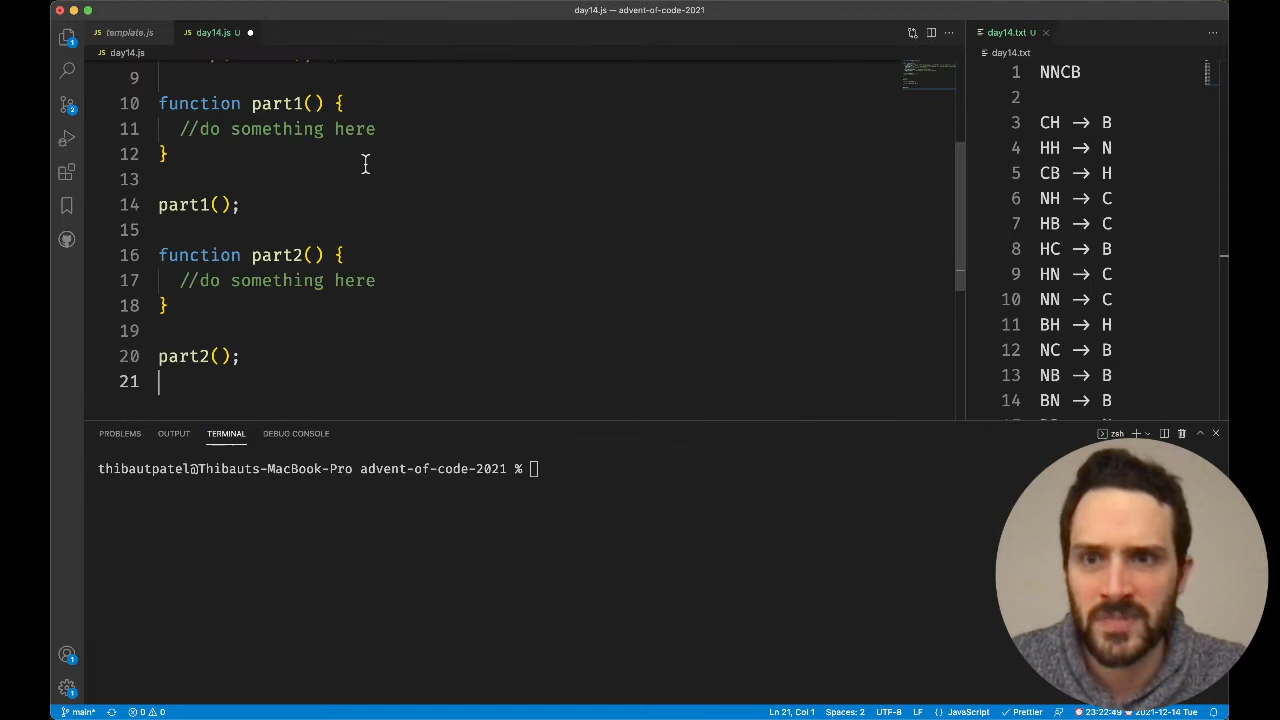 day14.js — advent-of-code-2021
template.js
day14.js U
day14.txt U
day14.js
day14.txt
9
10 function part1() {
11 //do something here
12 }
13
14 part1();
15
16 function part2() {
17 //do something here
18 }
19
20 part2();
21
1 NNCB
2
3 CH -> B
4 HH -> N
5 CB -> H
6 NH -> C
7 HB -> C
8 HC -> B
9 HN -> C
10 NN -> C
11 BH -> H
12 NC -> B
13 NB -> B
14 BN -> B
PROBLEMS OUTPUT TERMINAL DEBUG CONSOLE
zsh
thibautpatel@Thibauts-MacBook-Pro advent-of-code-2021 %
main* 0 0
Ln 21, Col 1 Spaces: 2 UTF-8 LF {} JavaScript Prettier 23:22:49 2021-12-14 Tue